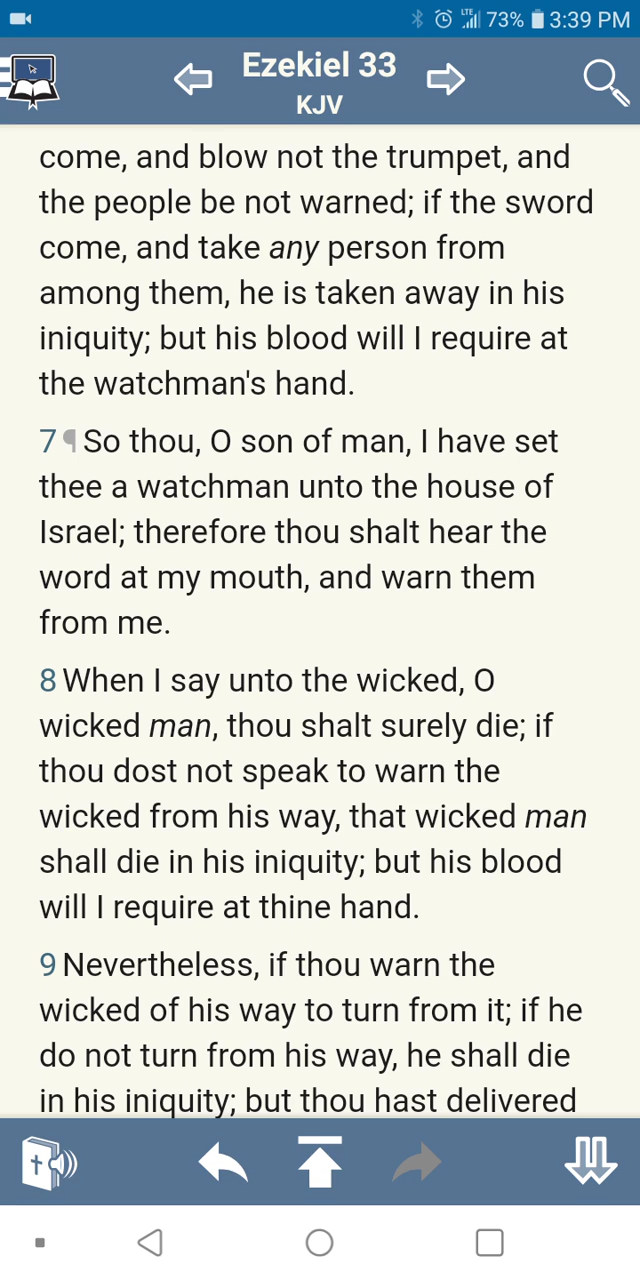 LTE 73% 3:39 PM
Ezekiel 33
KJV
come, and blow not the trumpet, and
the people be not warned; if the sword
come, and take any person from
among them, he is taken away in his
iniquity; but his blood will I require at
the watchman's hand.
7 ¶ So thou, O son of man, I have set
thee a watchman unto the house of
Israel; therefore thou shalt hear the
word at my mouth, and warn them
from me.
8 When I say unto the wicked, O
wicked man, thou shalt surely die; if
thou dost not speak to warn the
wicked from his way, that wicked man
shall die in his iniquity; but his blood
will I require at thine hand.
9 Nevertheless, if thou warn the
wicked of his way to turn from it; if he
do not turn from his way, he shall die
in his iniquity; but thou hast delivered